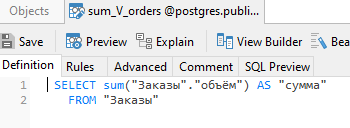 Objects sum_V_orders @postgres.publi...
Save Preview Explain View Builder Bea
Definition Rules Advanced Comment SQL Preview
1 SELECT sum("Заказы"."объём") AS "сумма"
2 FROM "Заказы"